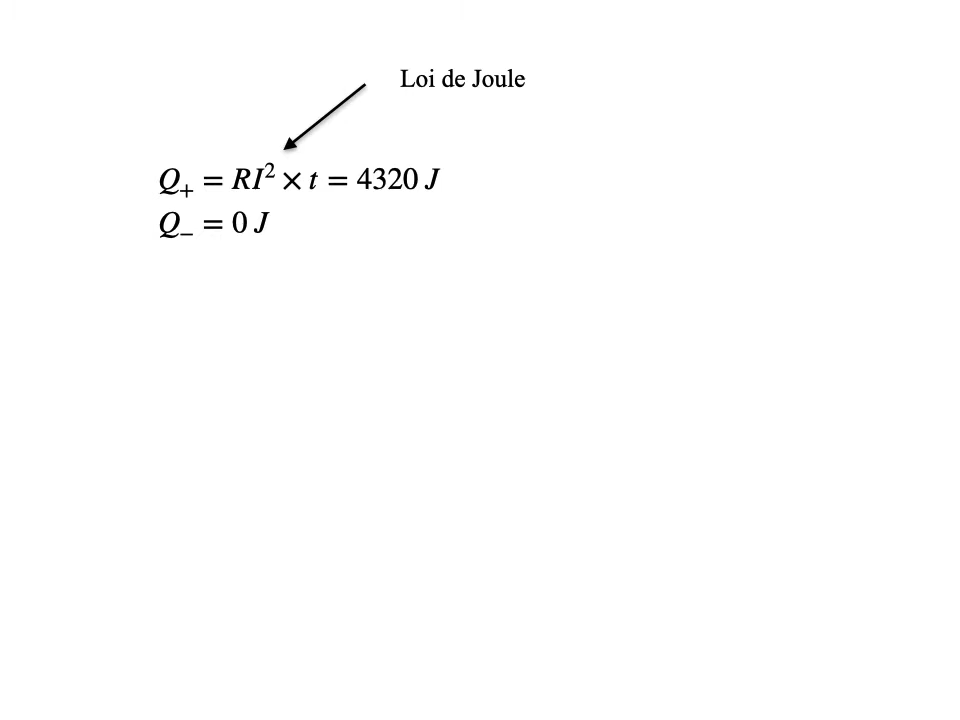 Loi de Joule
Q₊ = RI² × t = 4320 J
Q₋ = 0 J